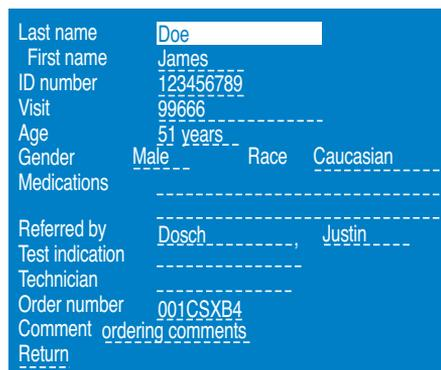 Last name Doe
First name James
ID number 123456789
Visit 99666
Age 51 years
Gender Male Race Caucasian
Medications
Referred by Dosch, Justin
Test indication
Technician
Order number 001CSXB4
Comment ordering comments
Return